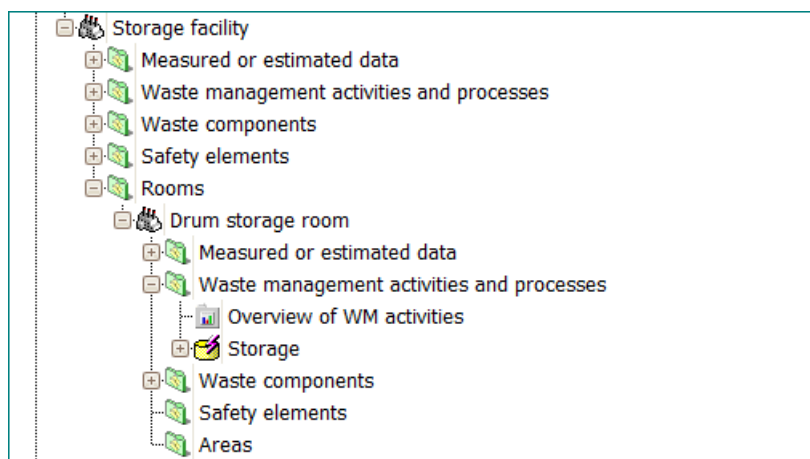 Storage facility
Measured or estimated data
Waste management activities and processes
Waste components
Safety elements
Rooms
Drum storage room
Measured or estimated data
Waste management activities and processes
Overview of WM activities
Storage
Waste components
Safety elements
Areas